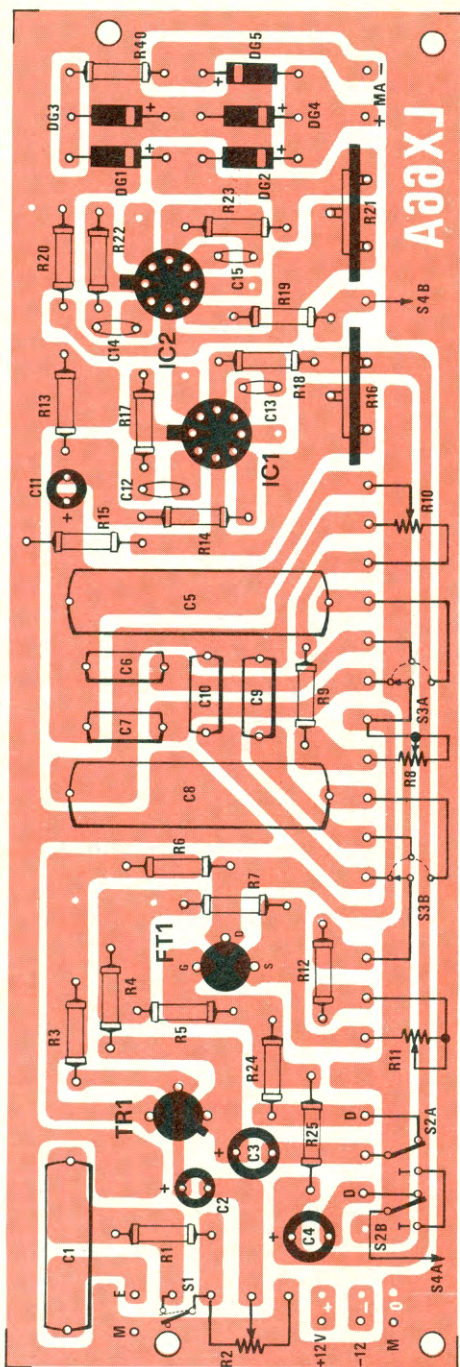 R40
DG5
DG3
DG1
DG2
DG4
+ MA −
LX66A
R20
R22
R23
C15
R21
C14
IC2
R19
S4B
R13
R17
R18
C13
R16
C11
+
C12
IC1
R15
R14
R10
C5
C6
C7
C10
C9
R9
S3A
R8
C8
R6
R7
S3B
FT1
G
D
S
R4
R3
R5
R12
R11
TR1
R24
R25
C3
+
C2
+
C4
+
D
D
T
T
S2A
S2B
S4A
C1
R1
E
M
S1
R2
+12V
+
−12
−
M
0